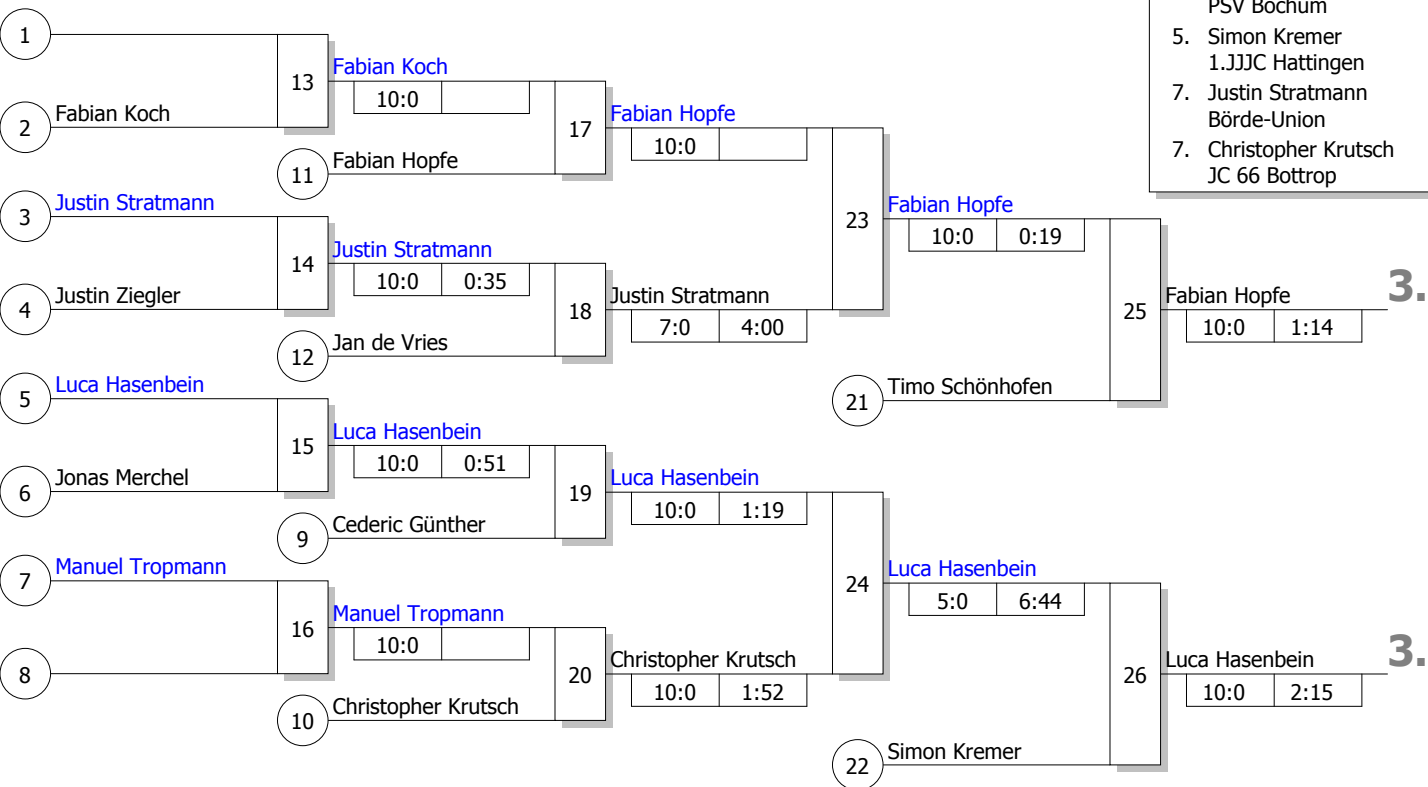 PSV Bochum
5. Simon Kremer
1.JJJC Hattingen
7. Justin Stratmann
Börde-Union
7. Christopher Krutsch
JC 66 Bottrop
1
13
Fabian Koch
10:0
2
Fabian Koch
17
Fabian Hopfe
10:0
11
Fabian Hopfe
3
Justin Stratmann
23
Fabian Hopfe
10:0 0:19
14
Justin Stratmann
10:0 0:35
4
Justin Ziegler
18
Justin Stratmann
7:0 4:00
25
Fabian Hopfe
3.
10:0 1:14
12
Jan de Vries
5
Luca Hasenbein
21
Timo Schönhofen
15
Luca Hasenbein
10:0 0:51
6
Jonas Merchel
19
Luca Hasenbein
10:0 1:19
9
Cederic Günther
7
Manuel Tropmann
24
Luca Hasenbein
5:0 6:44
16
Manuel Tropmann
10:0
8
20
Christopher Krutsch
10:0 1:52
26
Luca Hasenbein
3.
10:0 2:15
10
Christopher Krutsch
22
Simon Kremer